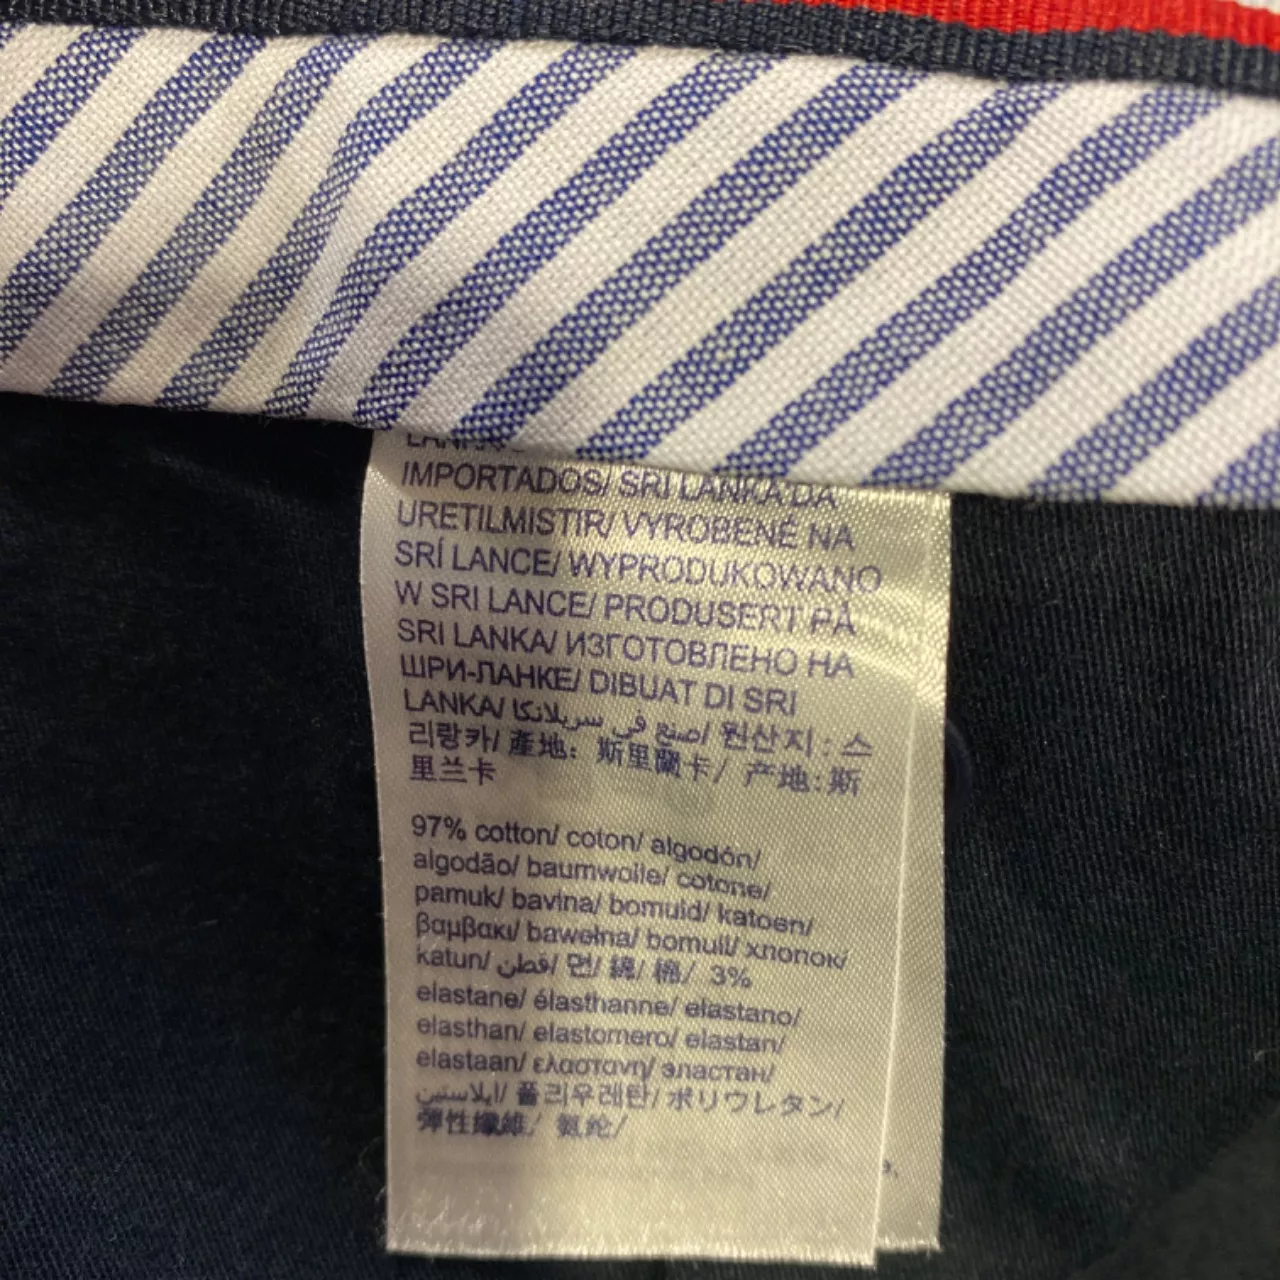 IMPORTADOS/ SRI LANKA DA
URETILMISTIR/ VYROBENÉ NA
SRÍ LANCE/ WYPRODUKOWANO
W SRI LANCE/ PRODUSERT PÅ
SRI LANKA/ ИЗГОТОВЛЕНО НА
ШРИ-ЛАНКЕ/ DIBUAT DI SRI
LANKA/ صنع في سريلانكا/ 원산지 : 스
리랑카/ 產地: 斯里蘭卡/ 产地:斯
里兰卡
97% cotton/ coton/ algodón/
algodão/ baumwolle/ cotone/
pamuk/ bavlna/ bomuld/ katoen/
βαμβακι/ bawełna/ bomull/ хлопок/
katun/ قطن/ 면/ 綿/ 棉/ 3%
elastane/ élasthanne/ elastano/
elasthan/ elastomero/ elastan/
elastaan/ ελαστανη/ эластан/
ايلاستين/ 폴리우레탄/ ポリウレタン/
彈性纖維/ 氨纶/